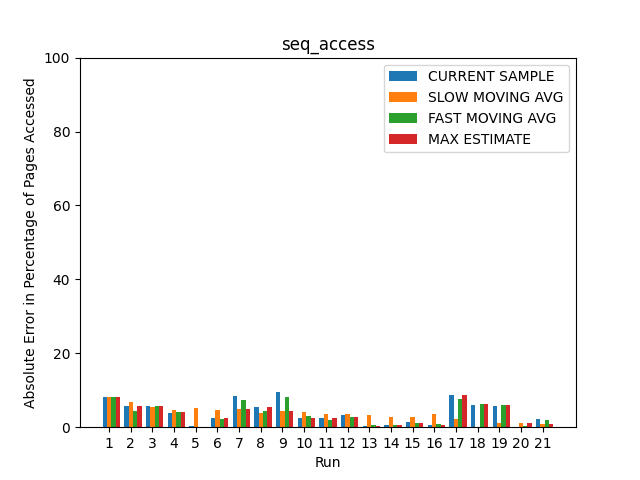 seq_access
100
80
60
40
20
0
Absolute Error in Percentage of Pages Accessed
CURRENT SAMPLE
SLOW MOVING AVG
FAST MOVING AVG
MAX ESTIMATE
1 2 3 4 5 6 7 8 9 10 11 12 13 14 15 16 17 18 19 20 21
Run